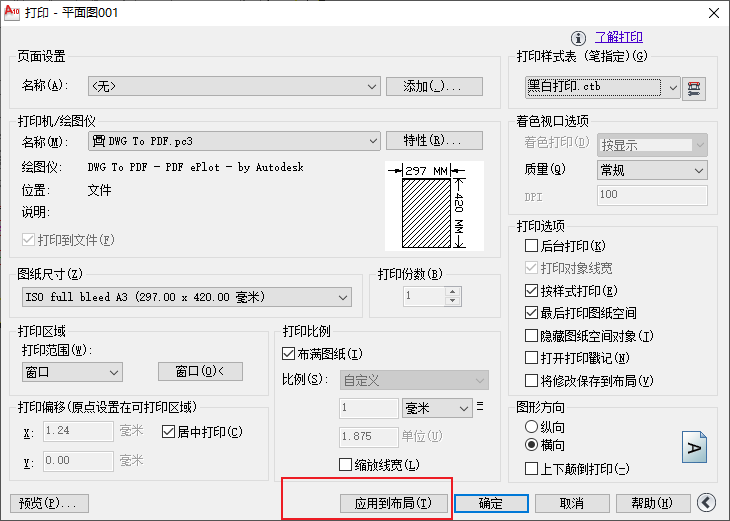 打印 - 平面图001
了解打印
页面设置
名称(A):
<无>
添加(.)...
打印样式表 (笔指定)(G)
黑白打印.ctb
打印机/绘图仪
名称(M):
DWG To PDF.pc3
特性(R)...
绘图仪:
DWG To PDF - PDF ePlot - by Autodesk
位置:
文件
说明:
打印到文件(F)
297 MM
420 MM
着色视口选项
着色打印(D)
按显示
质量(Q)
常规
DPI
100
图纸尺寸(Z)
ISO full bleed A3 (297.00 x 420.00 毫米)
打印份数(B)
1
打印选项
后台打印(K)
打印对象线宽
按样式打印(E)
最后打印图纸空间
隐藏图纸空间对象(J)
打开打印戳记(N)
将修改保存到布局(V)
打印区域
打印范围(W):
窗口
窗口(O)<
打印比例
布满图纸(I)
比例(S):
自定义
1
毫米
=
1.875
单位(U)
缩放线宽(L)
打印偏移(原点设置在可打印区域)
X:
1.24
毫米
居中打印(C)
Y:
0.00
毫米
图形方向
纵向
横向
上下颠倒打印(-)
A
预览(P)...
应用到布局(T)
确定
取消
帮助(H)